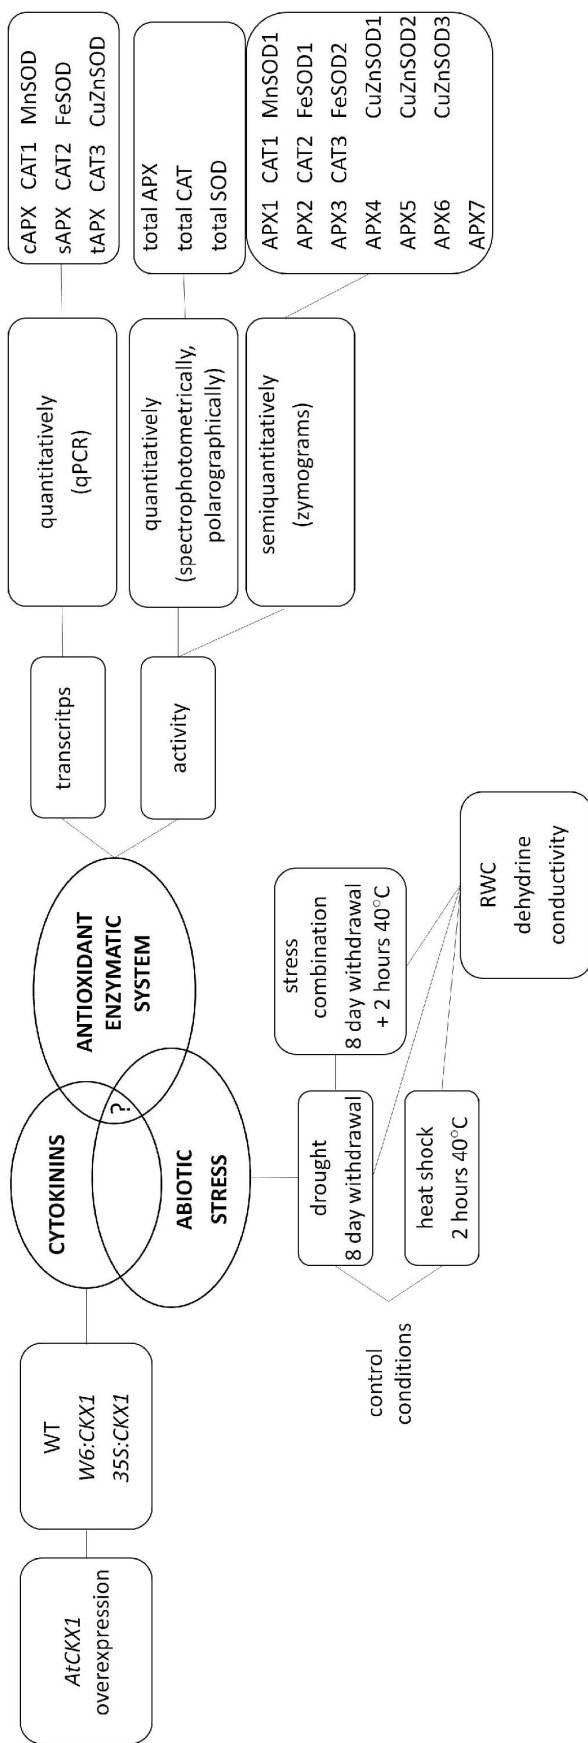 AtCKX1
overexpression
WT
W6:CKX1
35S:CKX1
CYTOKININS
?
ABIOTIC
STRESS
ANTIOXIDANT
ENZYMATIC
SYSTEM
control
conditions
drought
8 day withdrawal
heat shock
2 hours 40°C
stress
combination
8 day withdrawal
+ 2 hours 40°C
RWC
dehydrine
conductivity
transcritps
activity
quantitatively
(qPCR)
quantitatively
(spectrophotometrically,
polarographically)
semiquantitatively
(zymograms)
cAPX CAT1 MnSOD
sAPX CAT2 FeSOD
tAPX CAT3 CuZnSOD
total APX
total CAT
total SOD
APX1 CAT1 MnSOD1
APX2 CAT2 FeSOD1
APX3 CAT3 FeSOD2
APX4 CuZnSOD1
APX5 CuZnSOD2
APX6 CuZnSOD3
APX7